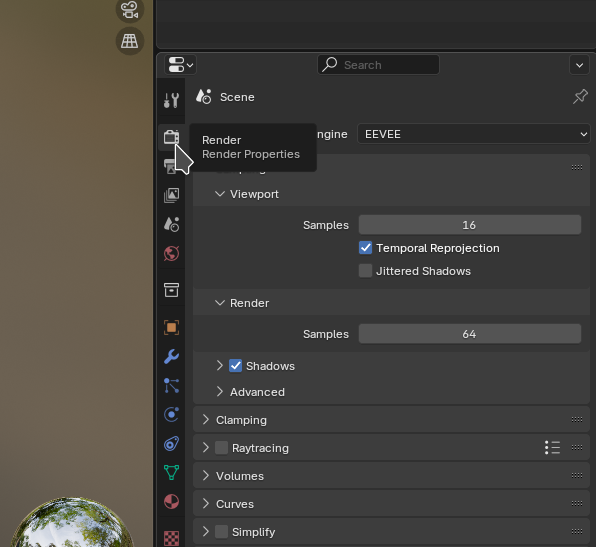 Search
Scene
Render
Render Properties
ngine
EEVEE
Viewport
Samples
16
Temporal Reprojection
Jittered Shadows
Render
Samples
64
Shadows
Advanced
Clamping
Raytracing
Volumes
Curves
Simplify